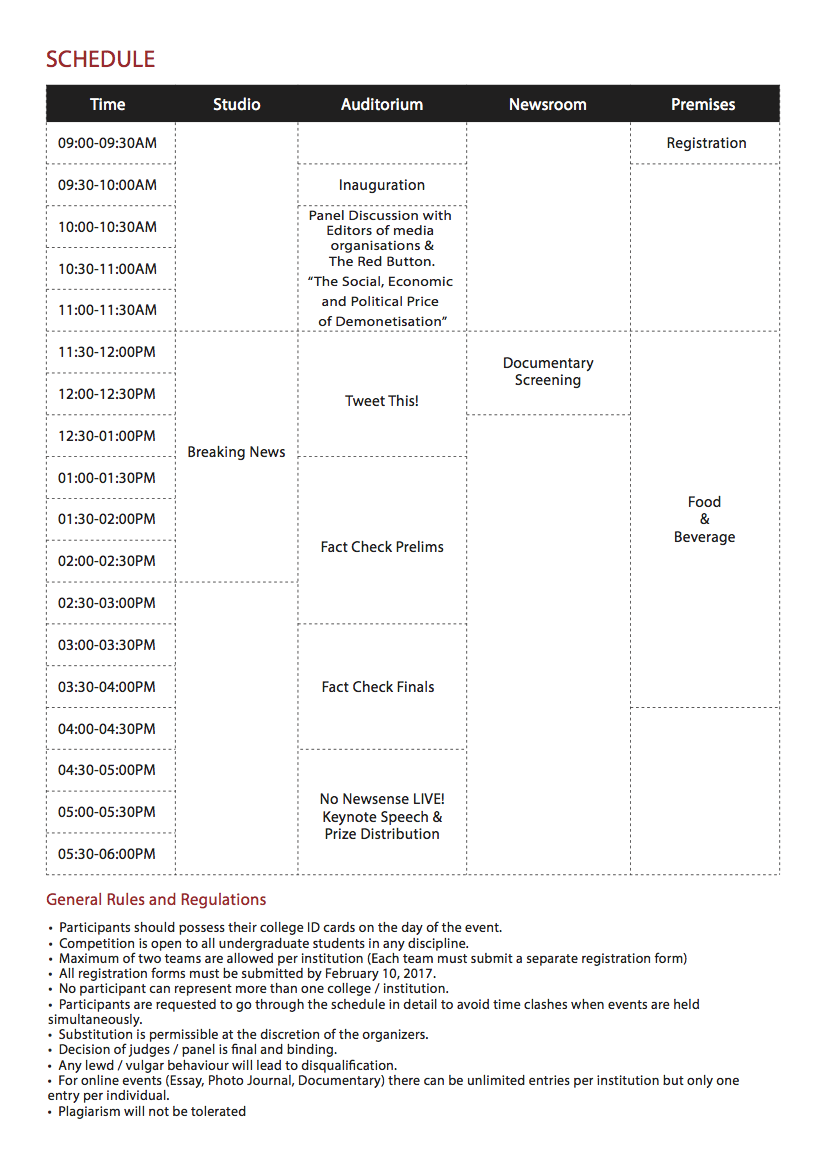 SCHEDULE
Time Studio Auditorium Newsroom Premises
09:00-09:30AM Registration
09:30-10:00AM Inauguration
10:00-10:30AM
10:30-11:00AM
11:00-11:30AM
Panel Discussion with
Editors of media
organisations &
The Red Button.
“The Social, Economic
and Political Price
of Demonetisation”
11:30-12:00PM
12:00-12:30PM
12:30-01:00PM
01:00-01:30PM
01:30-02:00PM
02:00-02:30PM
02:30-03:00PM
03:00-03:30PM
03:30-04:00PM
04:00-04:30PM
04:30-05:00PM
05:00-05:30PM
05:30-06:00PM
Breaking News
Tweet This!
Fact Check Prelims
Fact Check Finals
No Newsense LIVE!
Keynote Speech &
Prize Distribution
Documentary
Screening
Food
&
Beverage
General Rules and Regulations
• Participants should possess their college ID cards on the day of the event.
• Competition is open to all undergraduate students in any discipline.
• Maximum of two teams are allowed per institution (Each team must submit a separate registration form)
• All registration forms must be submitted by February 10, 2017.
• No participant can represent more than one college / institution.
• Participants are requested to go through the schedule in detail to avoid time clashes when events are held
simultaneously.
• Substitution is permissible at the discretion of the organizers.
• Decision of judges / panel is final and binding.
• Any lewd / vulgar behaviour will lead to disqualification.
• For online events (Essay, Photo Journal, Documentary) there can be unlimited entries per institution but only one
entry per individual.
• Plagiarism will not be tolerated